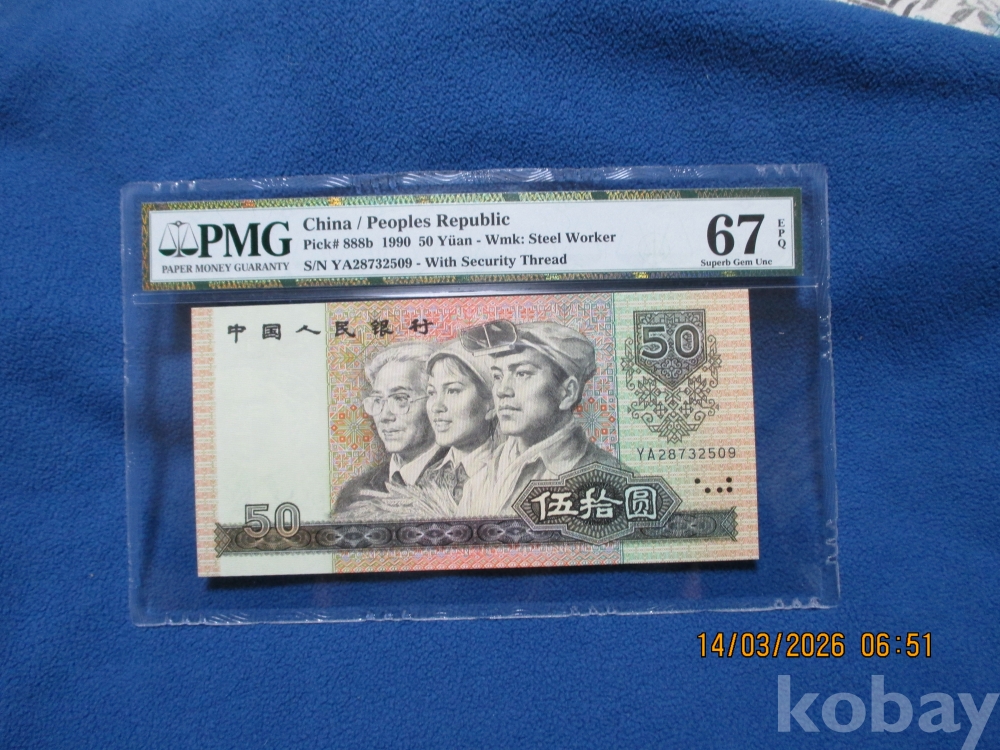 PMG
PAPER MONEY GUARANTY
China / Peoples Republic
Pick# 888b 1990 50 Yüan - Wmk: Steel Worker
S/N YA28732509 - With Security Thread
67 EPQ
Superb Gem Unc
中国人民银行
50
YA28732509
50
伍拾圆
14/03/2026 06:51
kobay